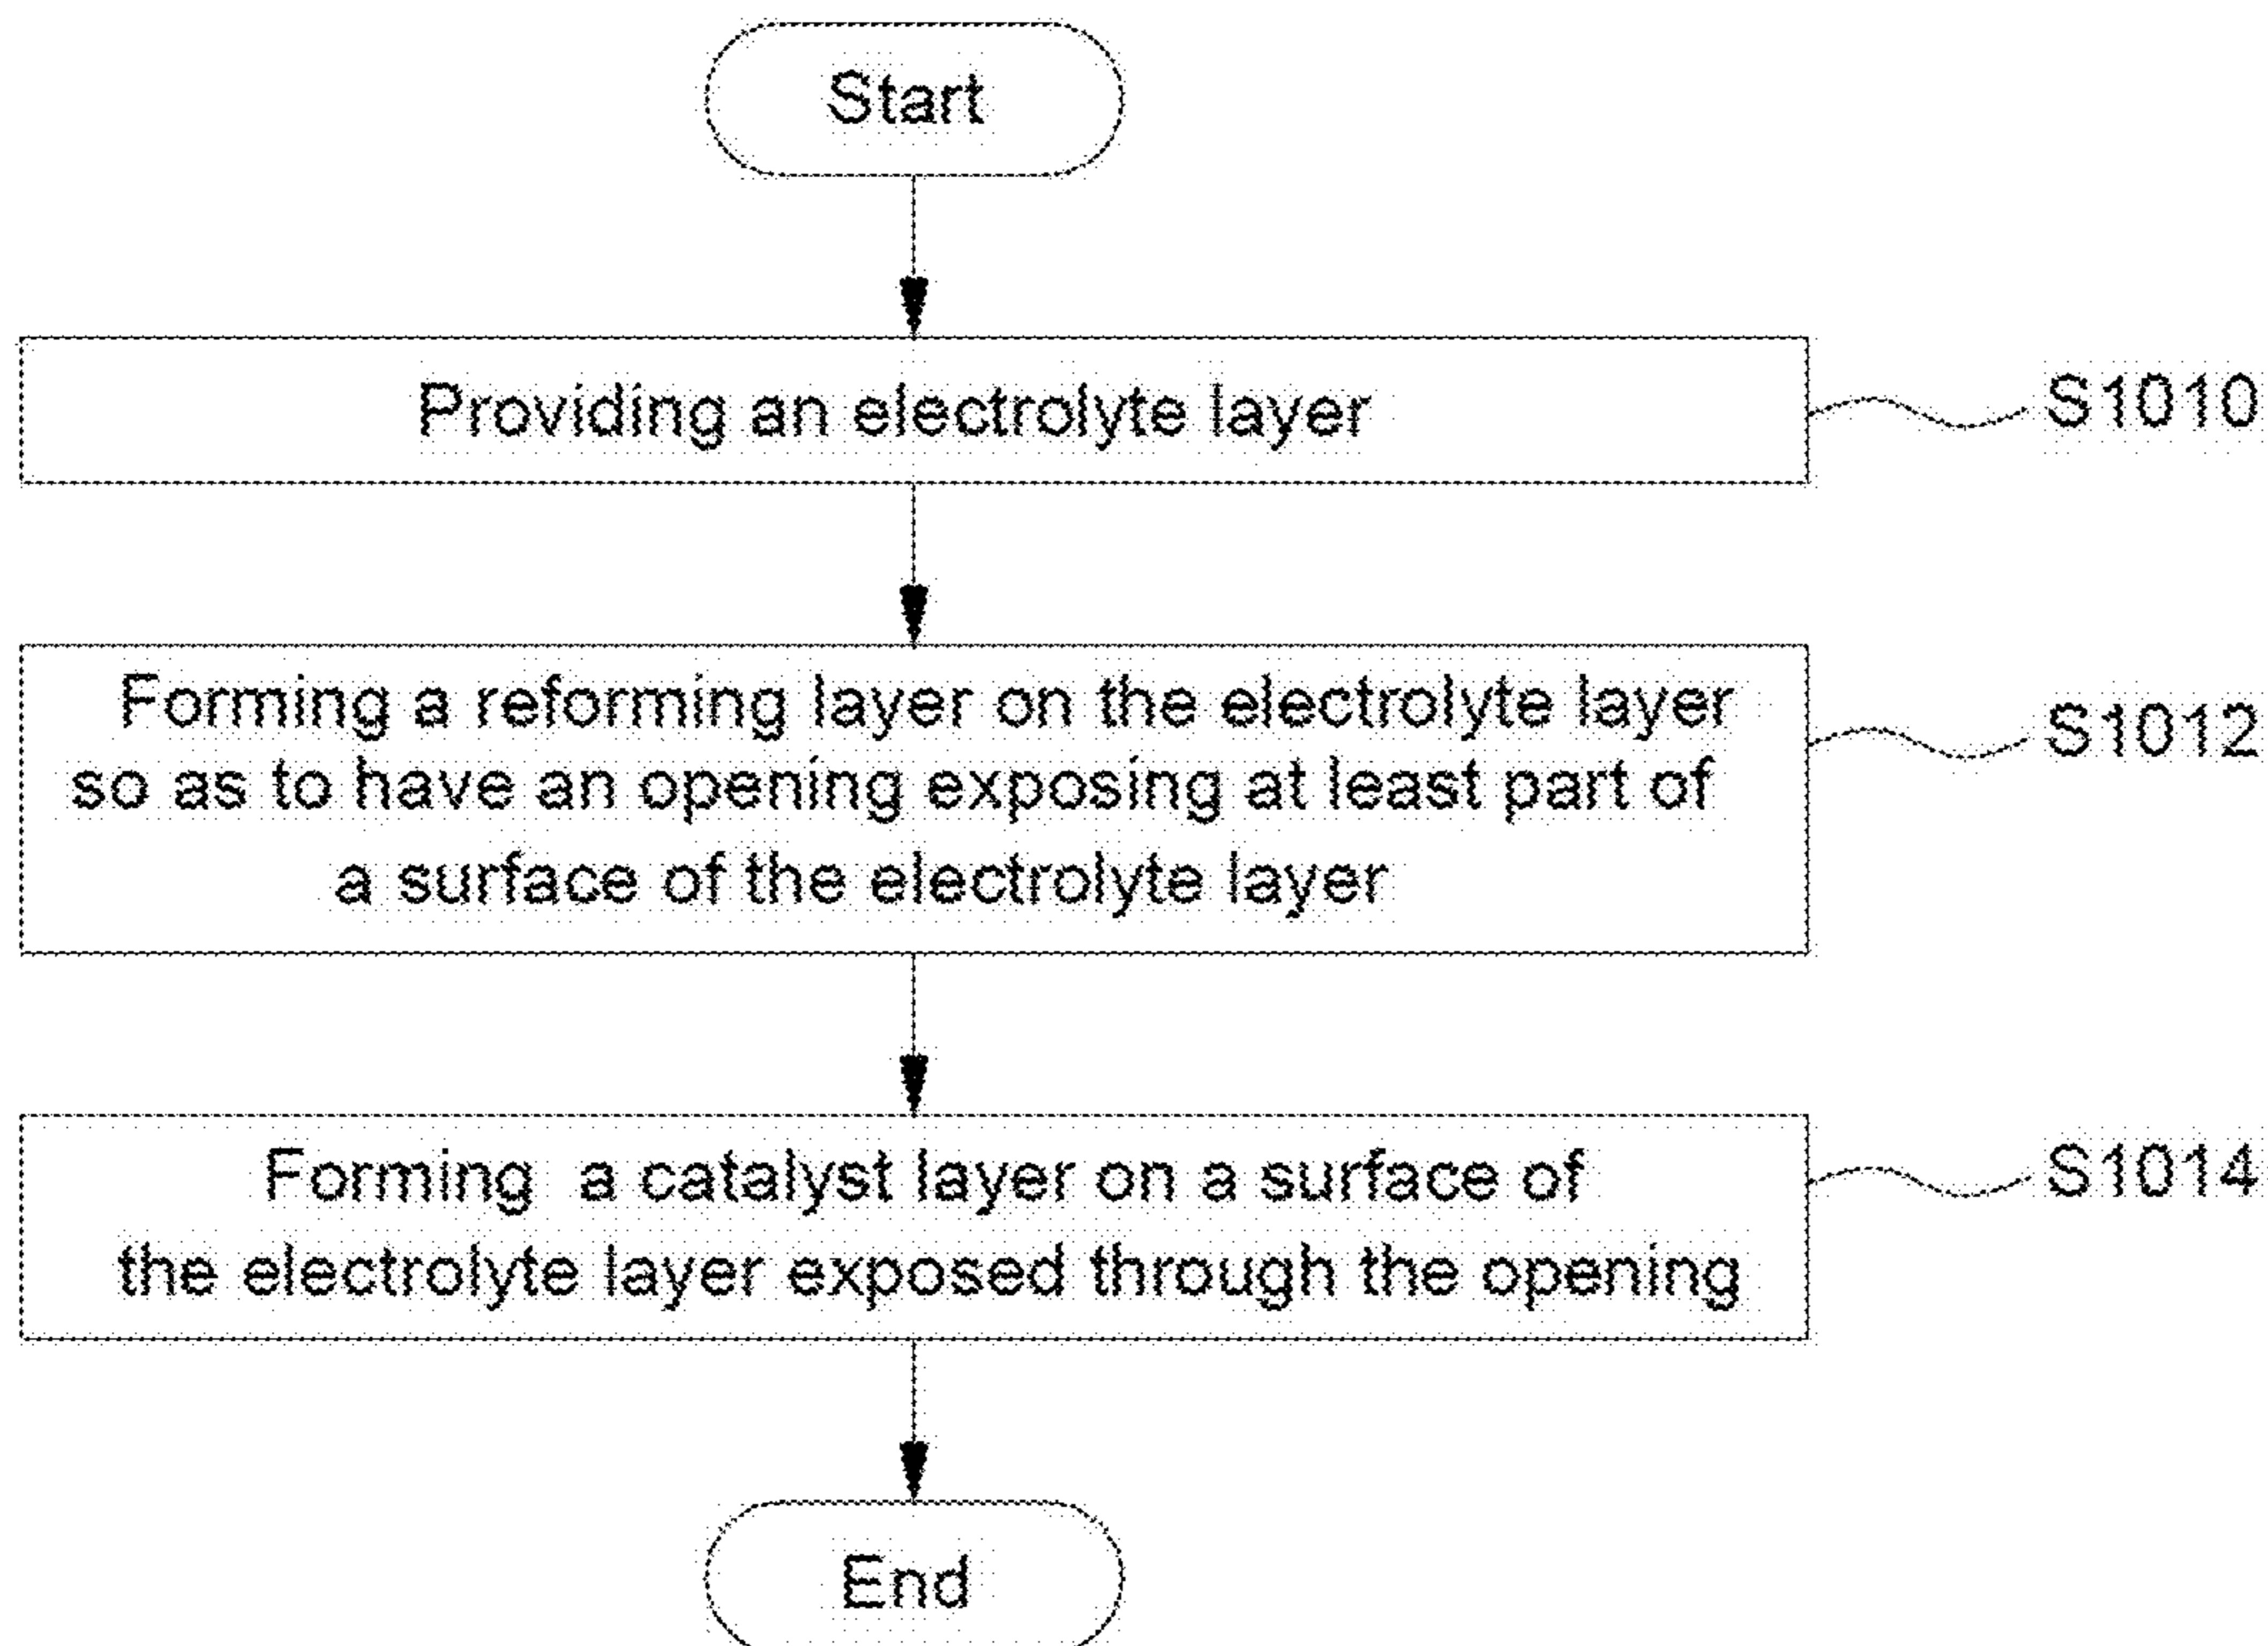 Start
Providing an electrolyte layer
S1010
Forming a reforming layer on the electrolyte layer
so as to have an opening exposing at least part of
a surface of the electrolyte layer
S1012
Forming a catalyst layer on a surface of
the electrolyte layer exposed through the opening
S1014
End